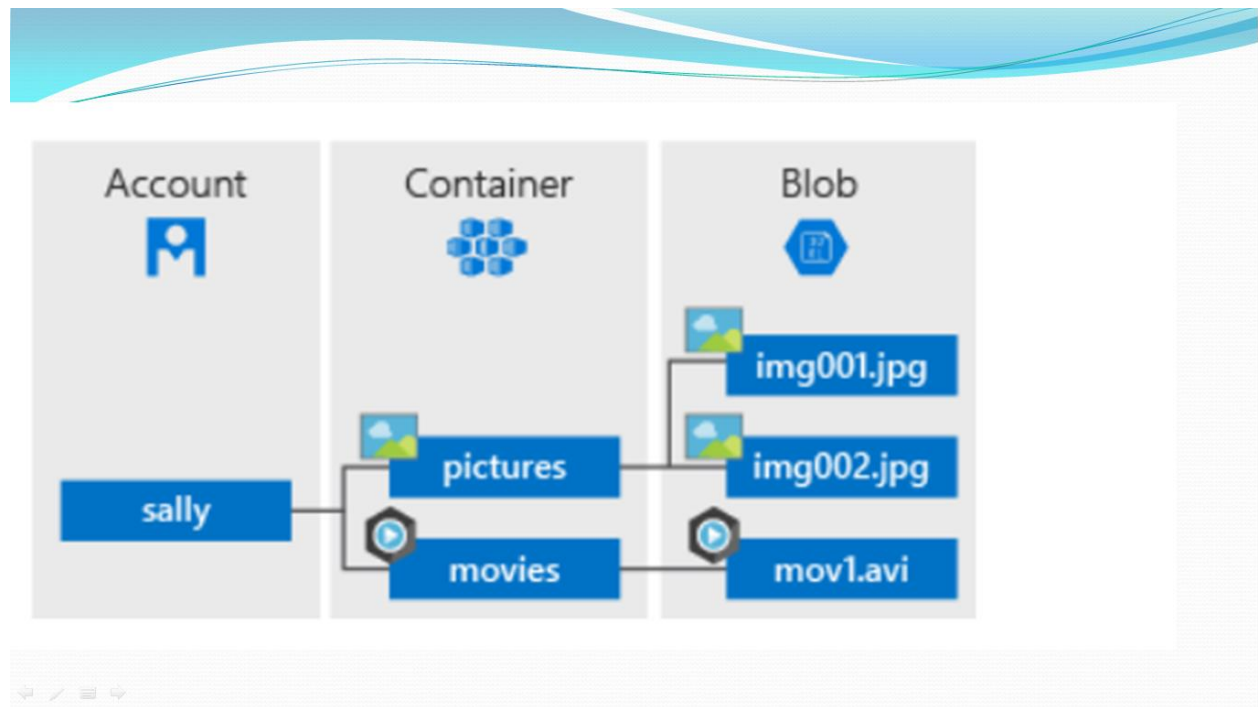 Account
Container
Blob
img001.jpg
pictures
img002.jpg
sally
movies
mov1.avi